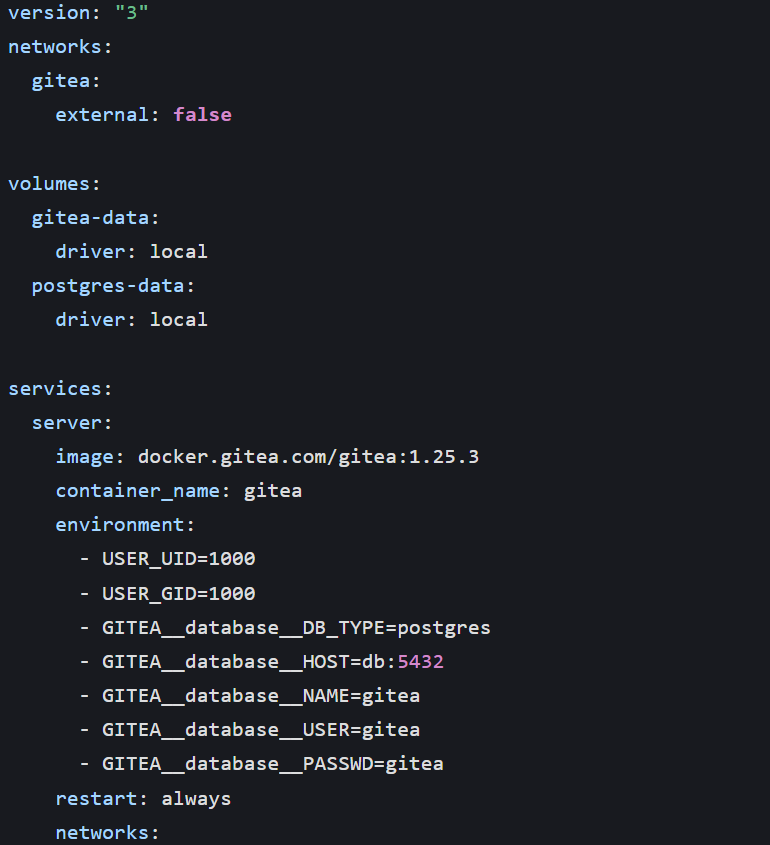 version: "3"
networks:
  gitea:
    external: false

volumes:
  gitea-data:
    driver: local
  postgres-data:
    driver: local

services:
  server:
    image: docker.gitea.com/gitea:1.25.3
    container_name: gitea
    environment:
      - USER_UID=1000
      - USER_GID=1000
      - GITEA__database__DB_TYPE=postgres
      - GITEA__database__HOST=db:5432
      - GITEA__database__NAME=gitea
      - GITEA__database__USER=gitea
      - GITEA__database__PASSWD=gitea
    restart: always
    networks: